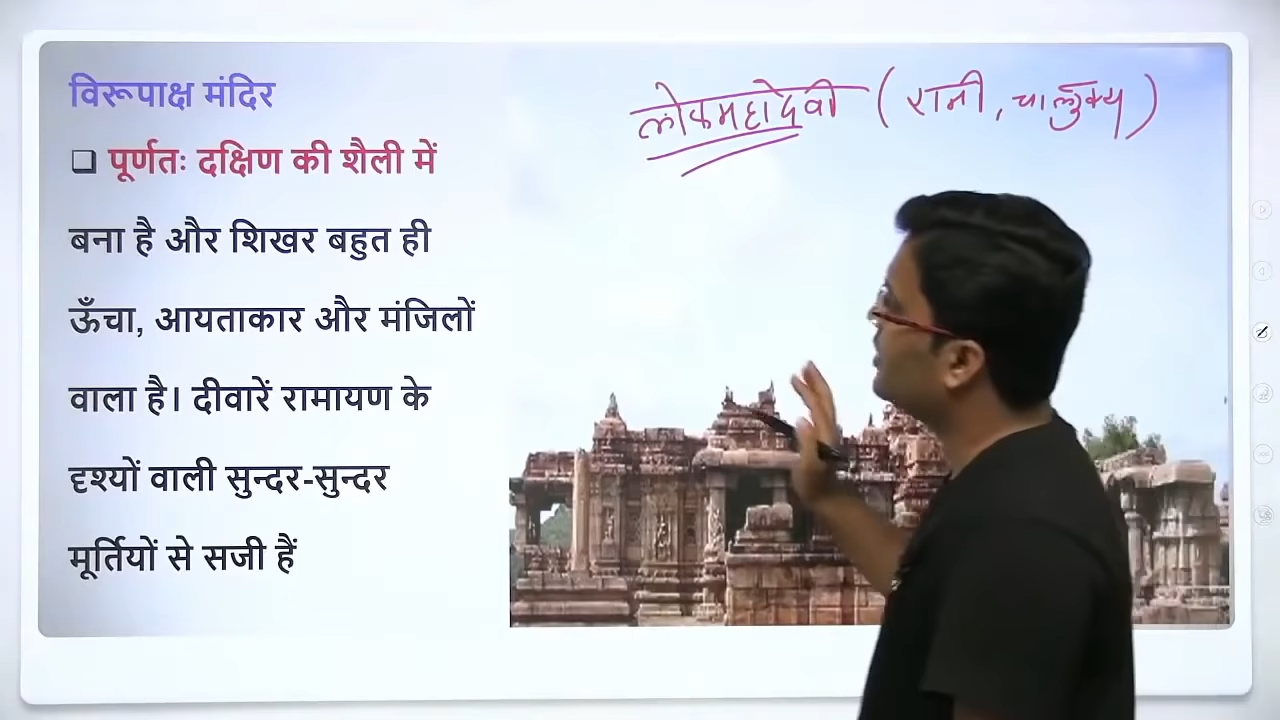 विरूपाक्ष मंदिर
❑ पूर्णतः दक्षिण की शैली में
बना है और शिखर बहुत ही
ऊँचा, आयताकार और मंजिलों
वाला है। दीवारें रामायण के
दृश्यों वाली सुन्दर-सुन्दर
मूर्तियों से सजी हैं
लोकमहादेवी (रानी, चालुक्य)